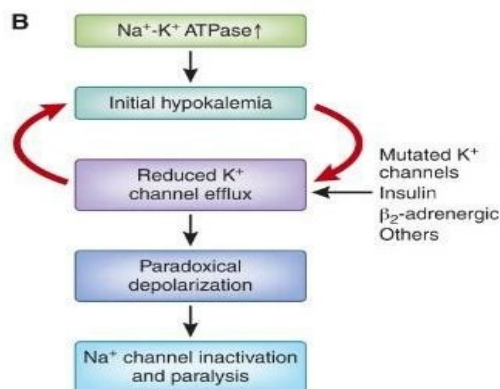 B
Na⁺-K⁺ ATPase↑
Initial hypokalemia
Reduced K⁺
channel efflux
Mutated K⁺
channels
Insulin
β₂-adrenergic
Others
Paradoxical
depolarization
Na⁺ channel inactivation
and paralysis